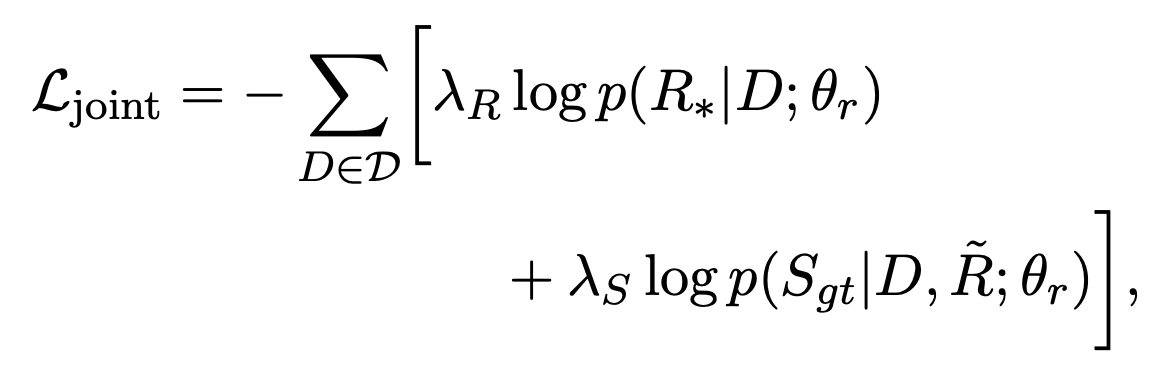 ℒ_joint = − ∑_{D∈𝒟} [ λ_R log p(R_*|D; θ_r)
+ λ_S log p(S_gt|D, R̃; θ_r) ],